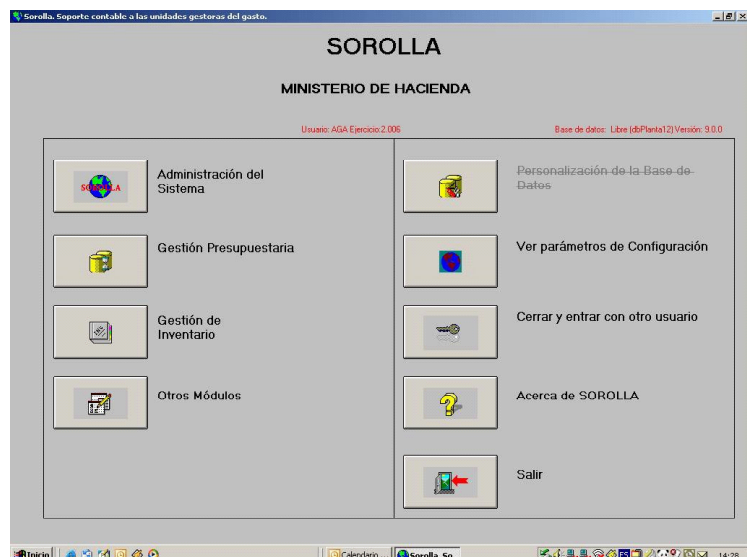 Sorolla. Soporte contable a las unidades gestoras del gasto.
SOROLLA
MINISTERIO DE HACIENDA
Usuario: AGA Ejercicio:2.006
Base de datos: Libre (dbPlanta12) Versión: 9.0.0
SOROLLA
Administración del
Sistema
Gestión Presupuestaria
Gestión de
Inventario
Otros Módulos
Personalización de la Base de
Datos
Ver parámetros de Configuración
Cerrar y entrar con otro usuario
Acerca de SOROLLA
Salir
Inicio
Calendario ...
Sorolla. So...
ES
14:28